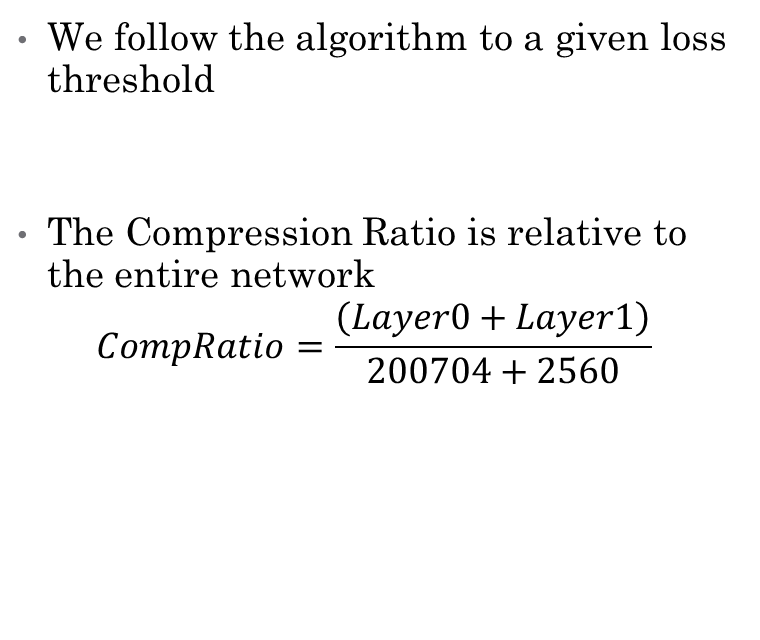 • We follow the algorithm to a given loss
threshold
• The Compression Ratio is relative to
the entire network
CompRatio = (Layer0 + Layer1)
200704 + 2560